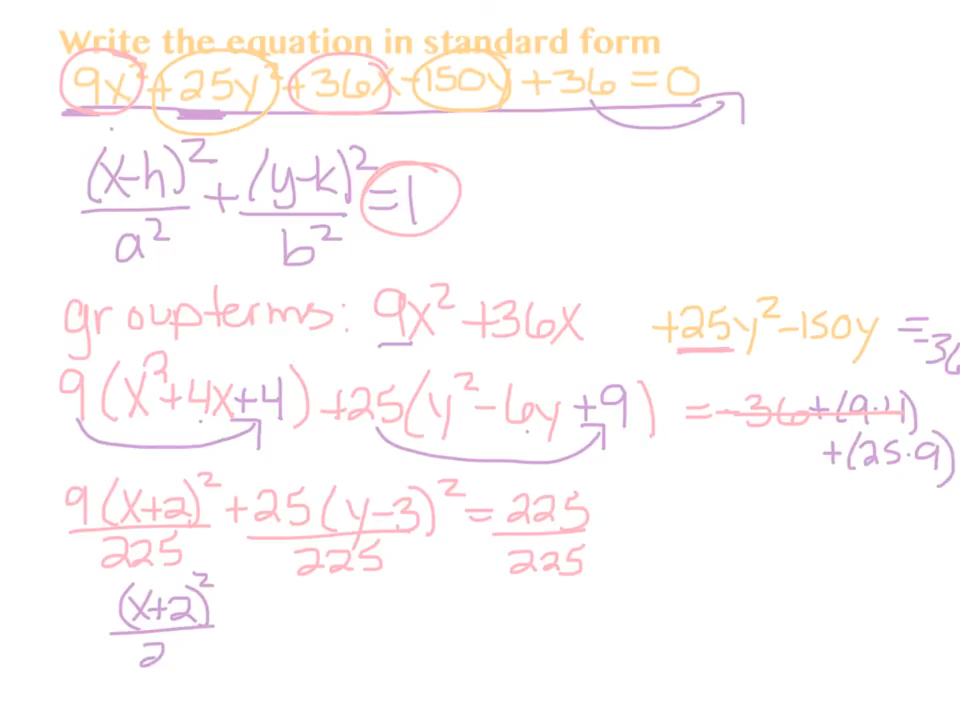 Write the equation in standard form
9x² + 25y² + 36x - 150y + 36 = 0
(x-h)²/a² + (y-k)²/b² = 1
group terms: 9x² + 36x + 25y² - 150y = -36
9(x² + 4x + 4) + 25(y² - 6y + 9) = -36 + (9·4)
+ (25·9)
9(x+2)²/225 + 25(y-3)²/225 = 225/225
(x+2)²/2